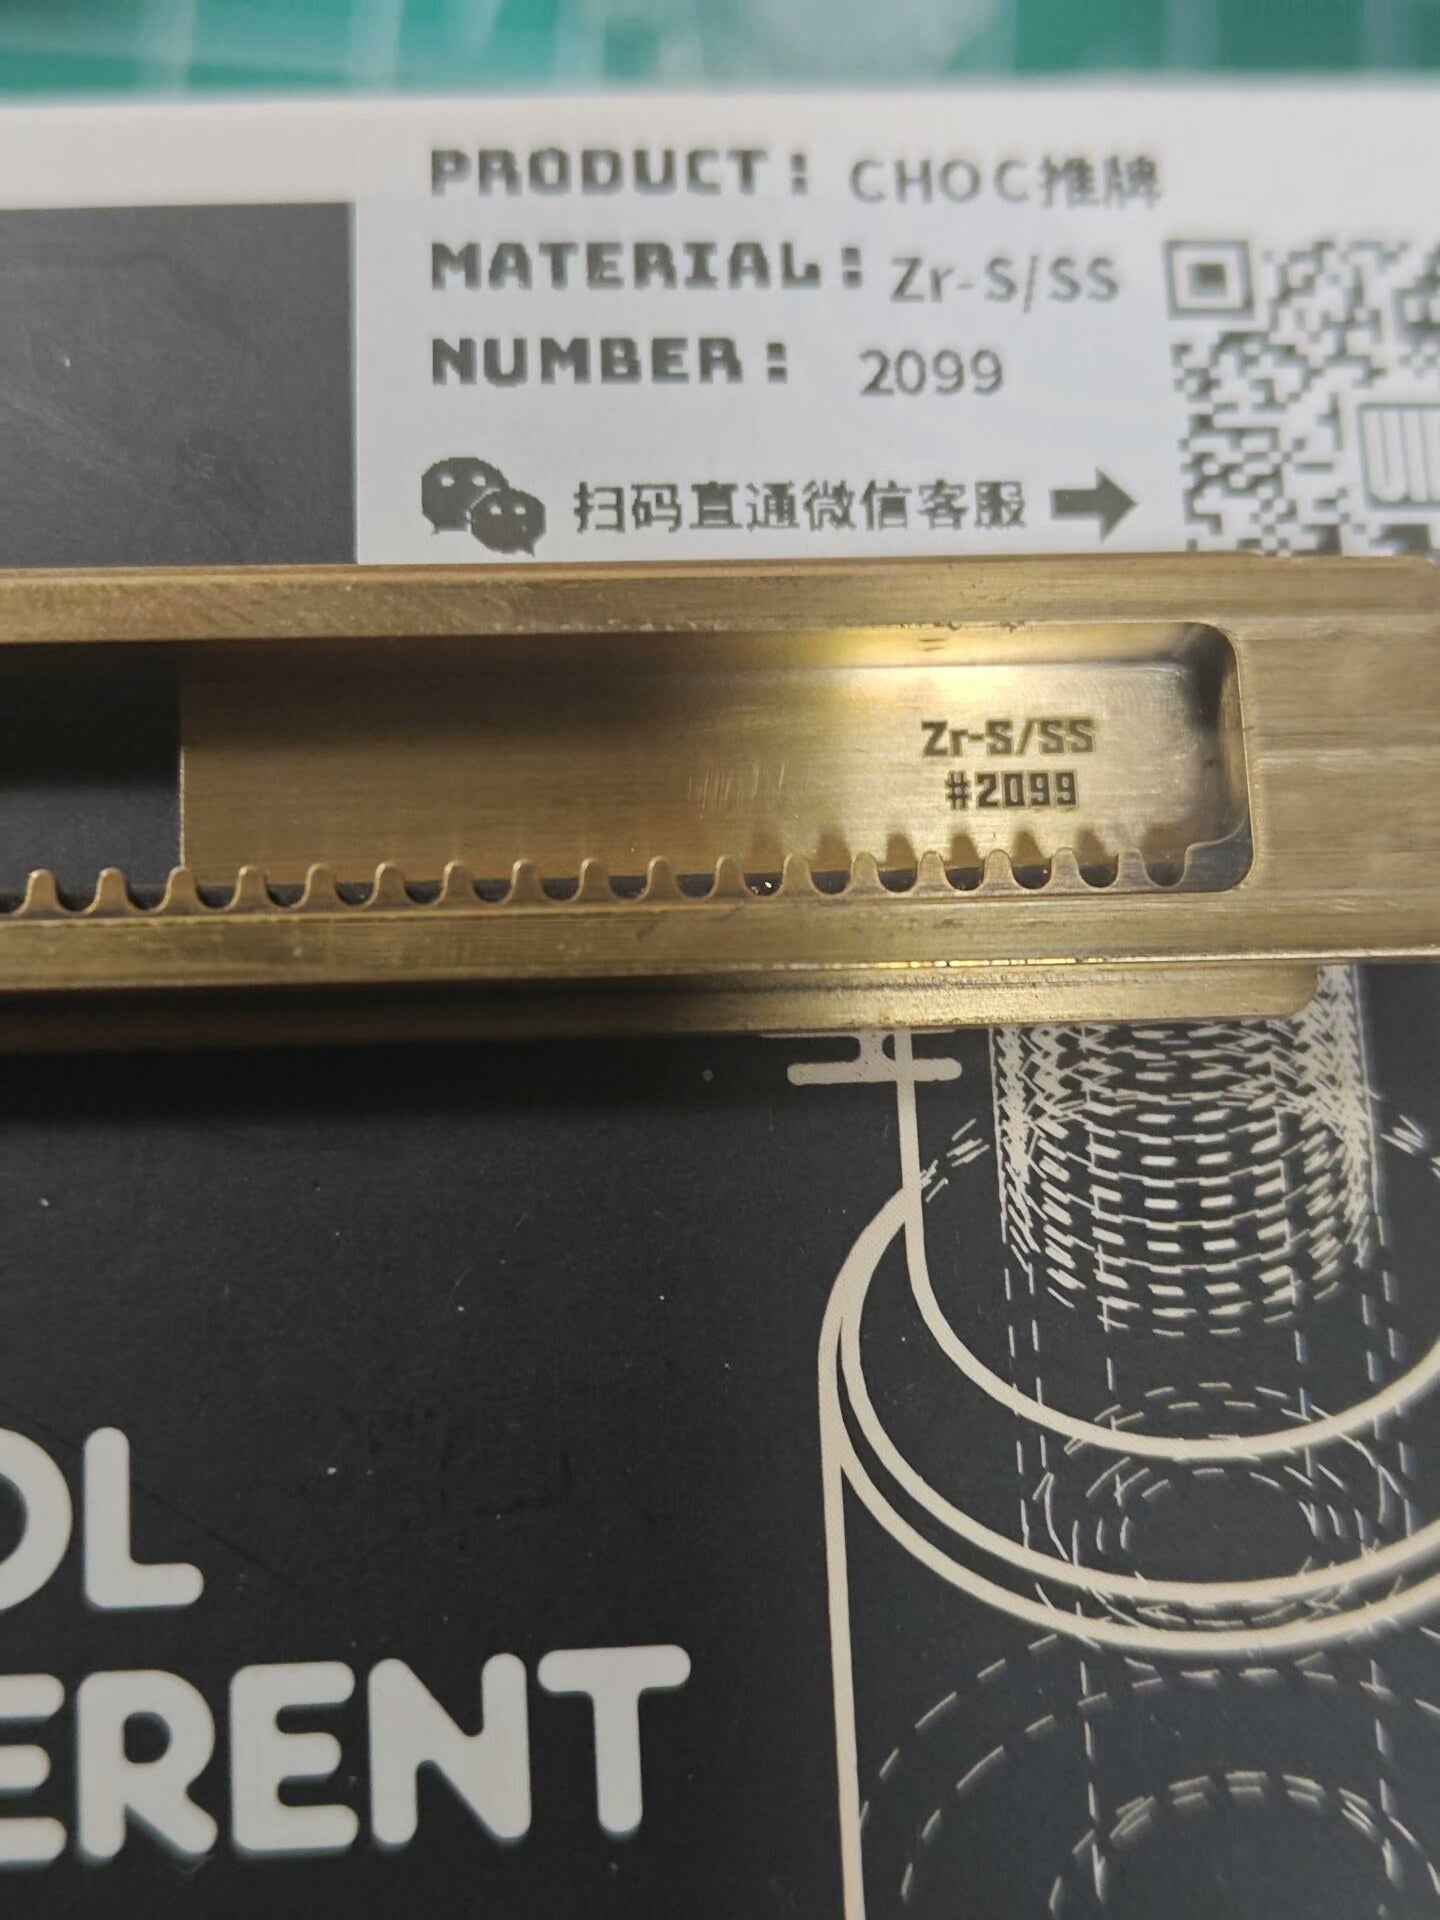 PRODUCT: CHOC推牌
MATERIAL: Zr-S/SS
NUMBER: 2099
扫码直通微信客服
Zr-S/SS
#2099
OL
ERENT